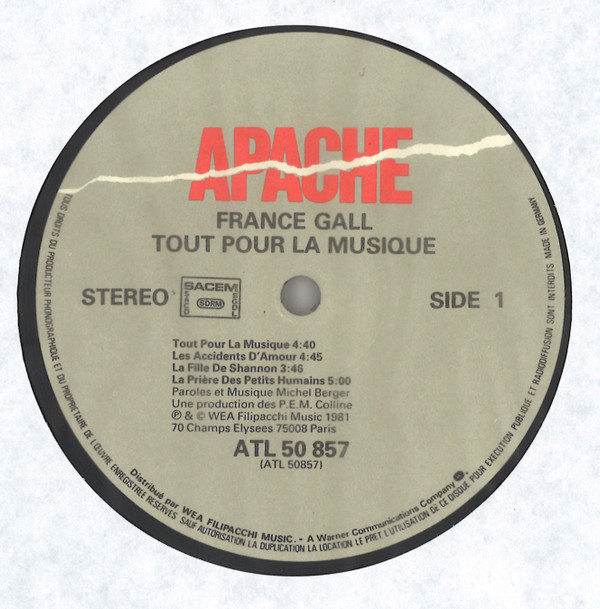 APACHE
FRANCE GALL
TOUT POUR LA MUSIQUE
STEREO
SACEM
SACD
SDRM
SGDL
SIDE 1
Tout Pour La Musique 4:40
Les Accidents D'Amour 4:45
La Fille De Shannon 3:46
La Prière Des Petits Humains 5:00
Paroles et Musique Michel Berger
Une production des P.E.M. Colline
℗ & © WEA Filipacchi Music 1981
70 Champs Elysees 75008 Paris
ATL 50 857
(ATL 50857)
Distribué par WEA FILIPACCHI MUSIC. - A Warner Communications Company
TOUS DROITS DU PRODUCTEUR PHONOGRAPHIQUE ET DU PROPRIETAIRE DE L'ŒUVRE ENREGISTREE RESERVES. SAUF AUTORISATION LA DUPLICATION LA LOCATION. LE PRET L'UTILISATION DE CE DISQUE POUR EXECUTION PUBLIQUE ET RADIODIFFUSION SONT INTERDITS MADE IN GERMANY